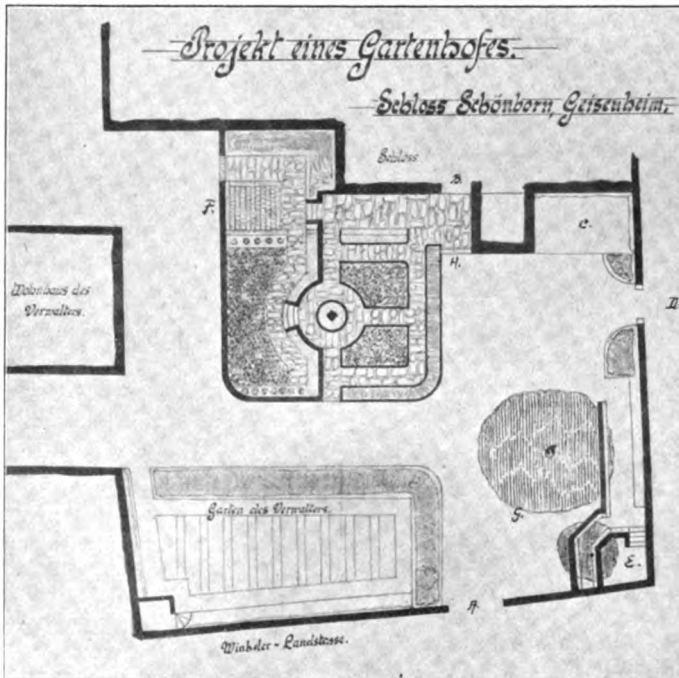 Projekt eines Gartenhofes.
Schloss Schönborn, Geisenheim.
Schloss
B.
F.
C.
H.
Wohnhaus des
Verwalters.
D.
G.
Garten des Verwalters.
E.
A.
Winkeler-Landstrasse.